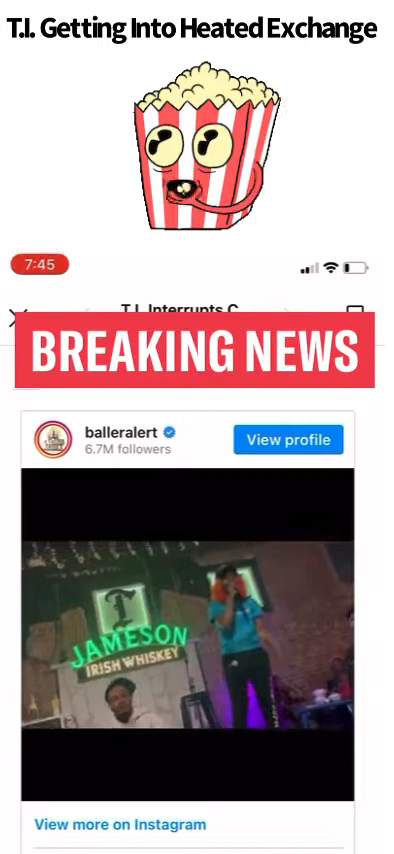 T.I. Getting Into Heated Exchange
7:45
T.I. Interrupts C
BREAKING NEWS
balleralert
6.7M followers
View profile
JAMESON
IRISH WHISKEY
View more on Instagram